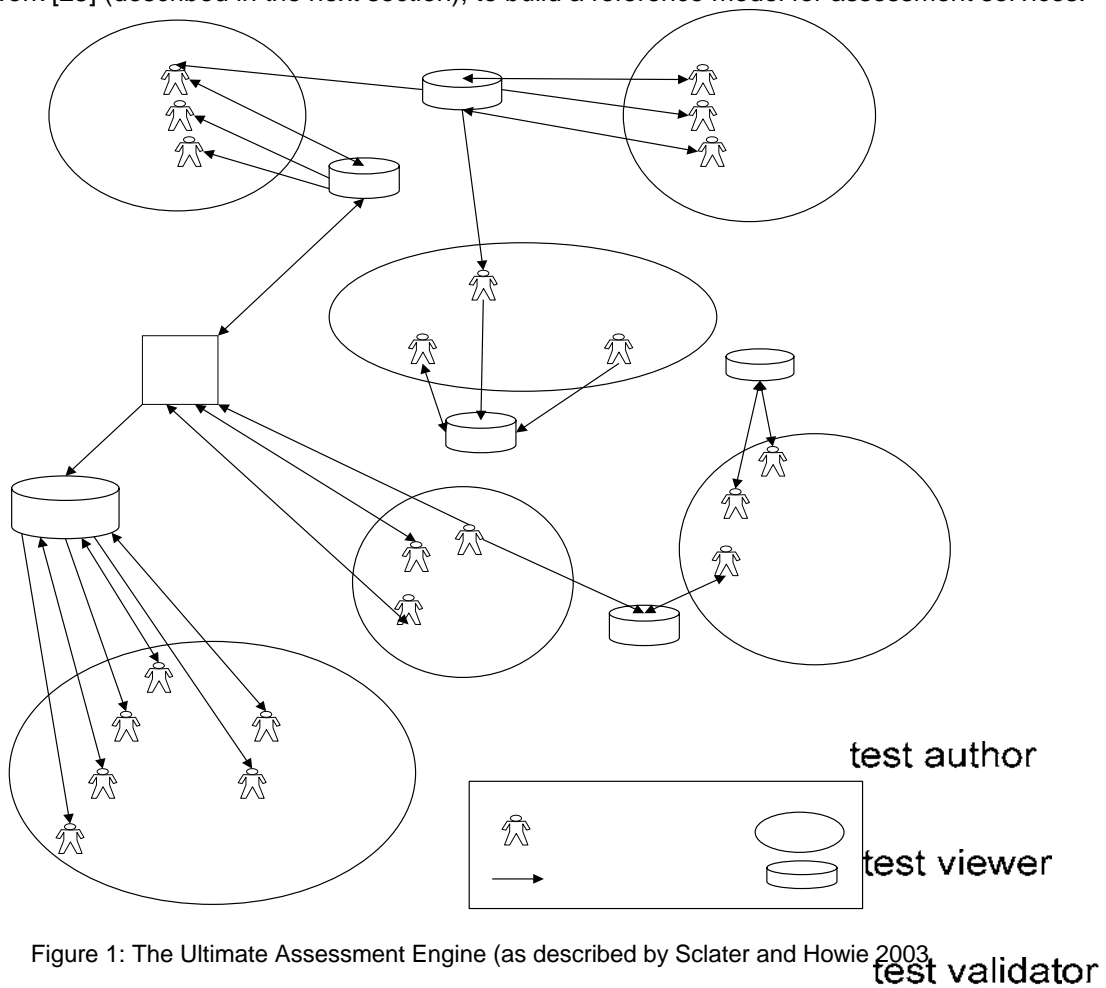 [23] (described in the next section), to build a reference model for assessment services.
test author
test viewer
Figure 1: The Ultimate Assessment Engine (as described by Sclater and Howie 2003
test validator